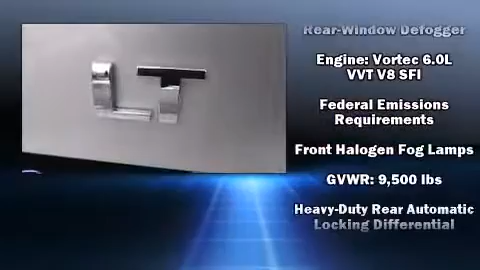 Rear-Window Defogger
LT
Engine: Vortec 6.0L
VVT V8 SFI
Federal Emissions
Requirements
Front Halogen Fog Lamps
GVWR: 9,500 lbs
Heavy-Duty Rear Automatic
Locking Differential